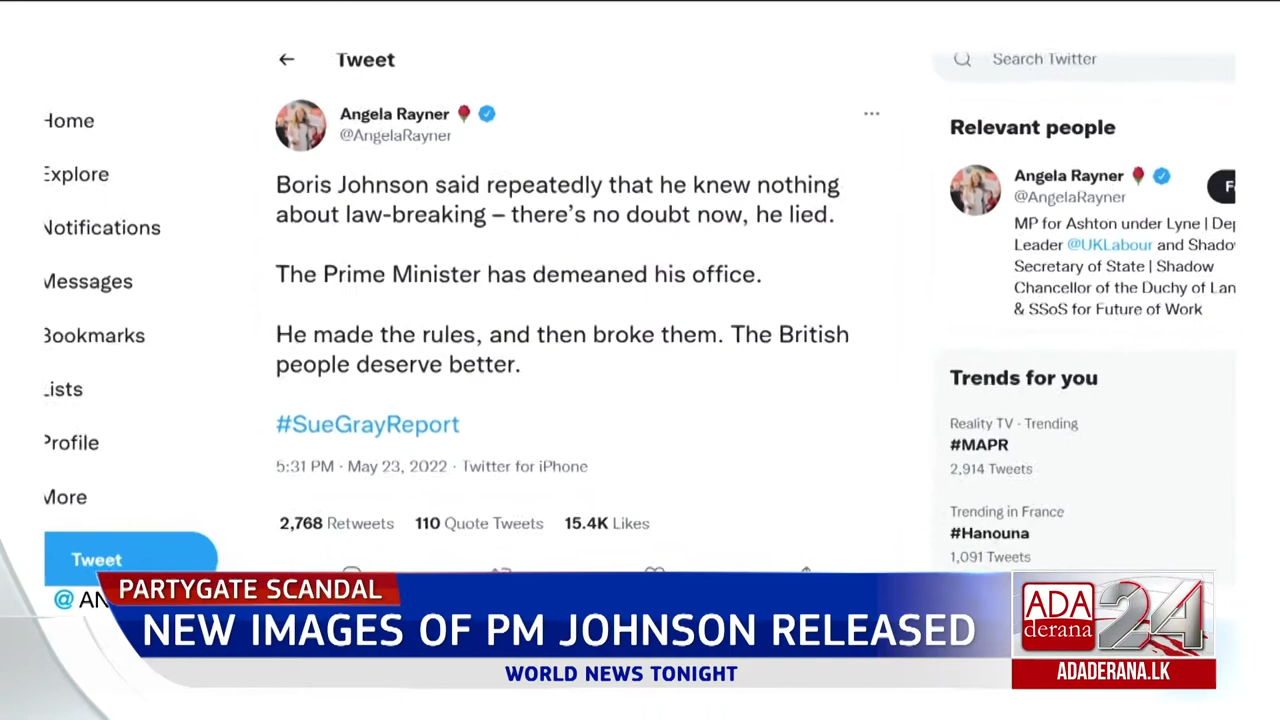 Tweet
Search Twitter
Home
Explore
Notifications
Messages
Bookmarks
Lists
Profile
More
Tweet
Angela Rayner
@AngelaRayner
Boris Johnson said repeatedly that he knew nothing
about law-breaking – there's no doubt now, he lied.
The Prime Minister has demeaned his office.
He made the rules, and then broke them. The British
people deserve better.
#SueGrayReport
5:31 PM · May 23, 2022 · Twitter for iPhone
2,768 Retweets 110 Quote Tweets 15.4K Likes
Relevant people
Angela Rayner
@AngelaRayner
MP for Ashton under Lyne | Dep
Leader @UKLabour and Shado
Secretary of State | Shadow
Chancellor of the Duchy of Lan
& SSoS for Future of Work
Trends for you
Reality TV · Trending
#MAPR
2,914 Tweets
Trending in France
#Hanouna
1,091 Tweets
@ AN
PARTYGATE SCANDAL
NEW IMAGES OF PM JOHNSON RELEASED
WORLD NEWS TONIGHT
ADA
derana
24
ADADERANA.LK